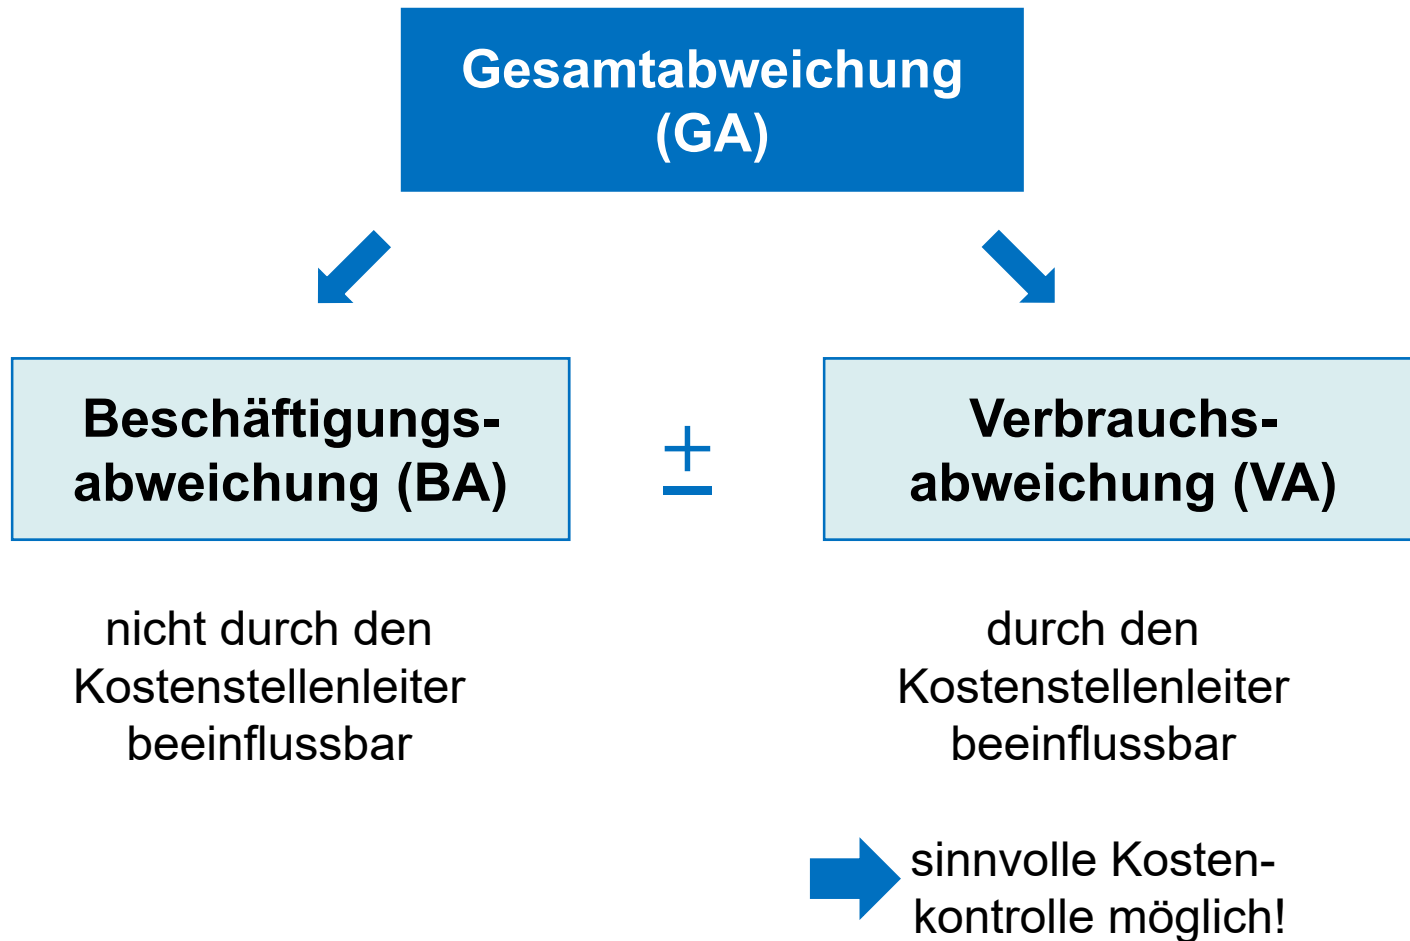 Gesamtabweichung
(GA)
Beschäftigungs-
abweichung (BA)
±
Verbrauchs-
abweichung (VA)
nicht durch den
Kostenstellenleiter
beeinflussbar
durch den
Kostenstellenleiter
beeinflussbar
sinnvolle Kosten-
kontrolle möglich!